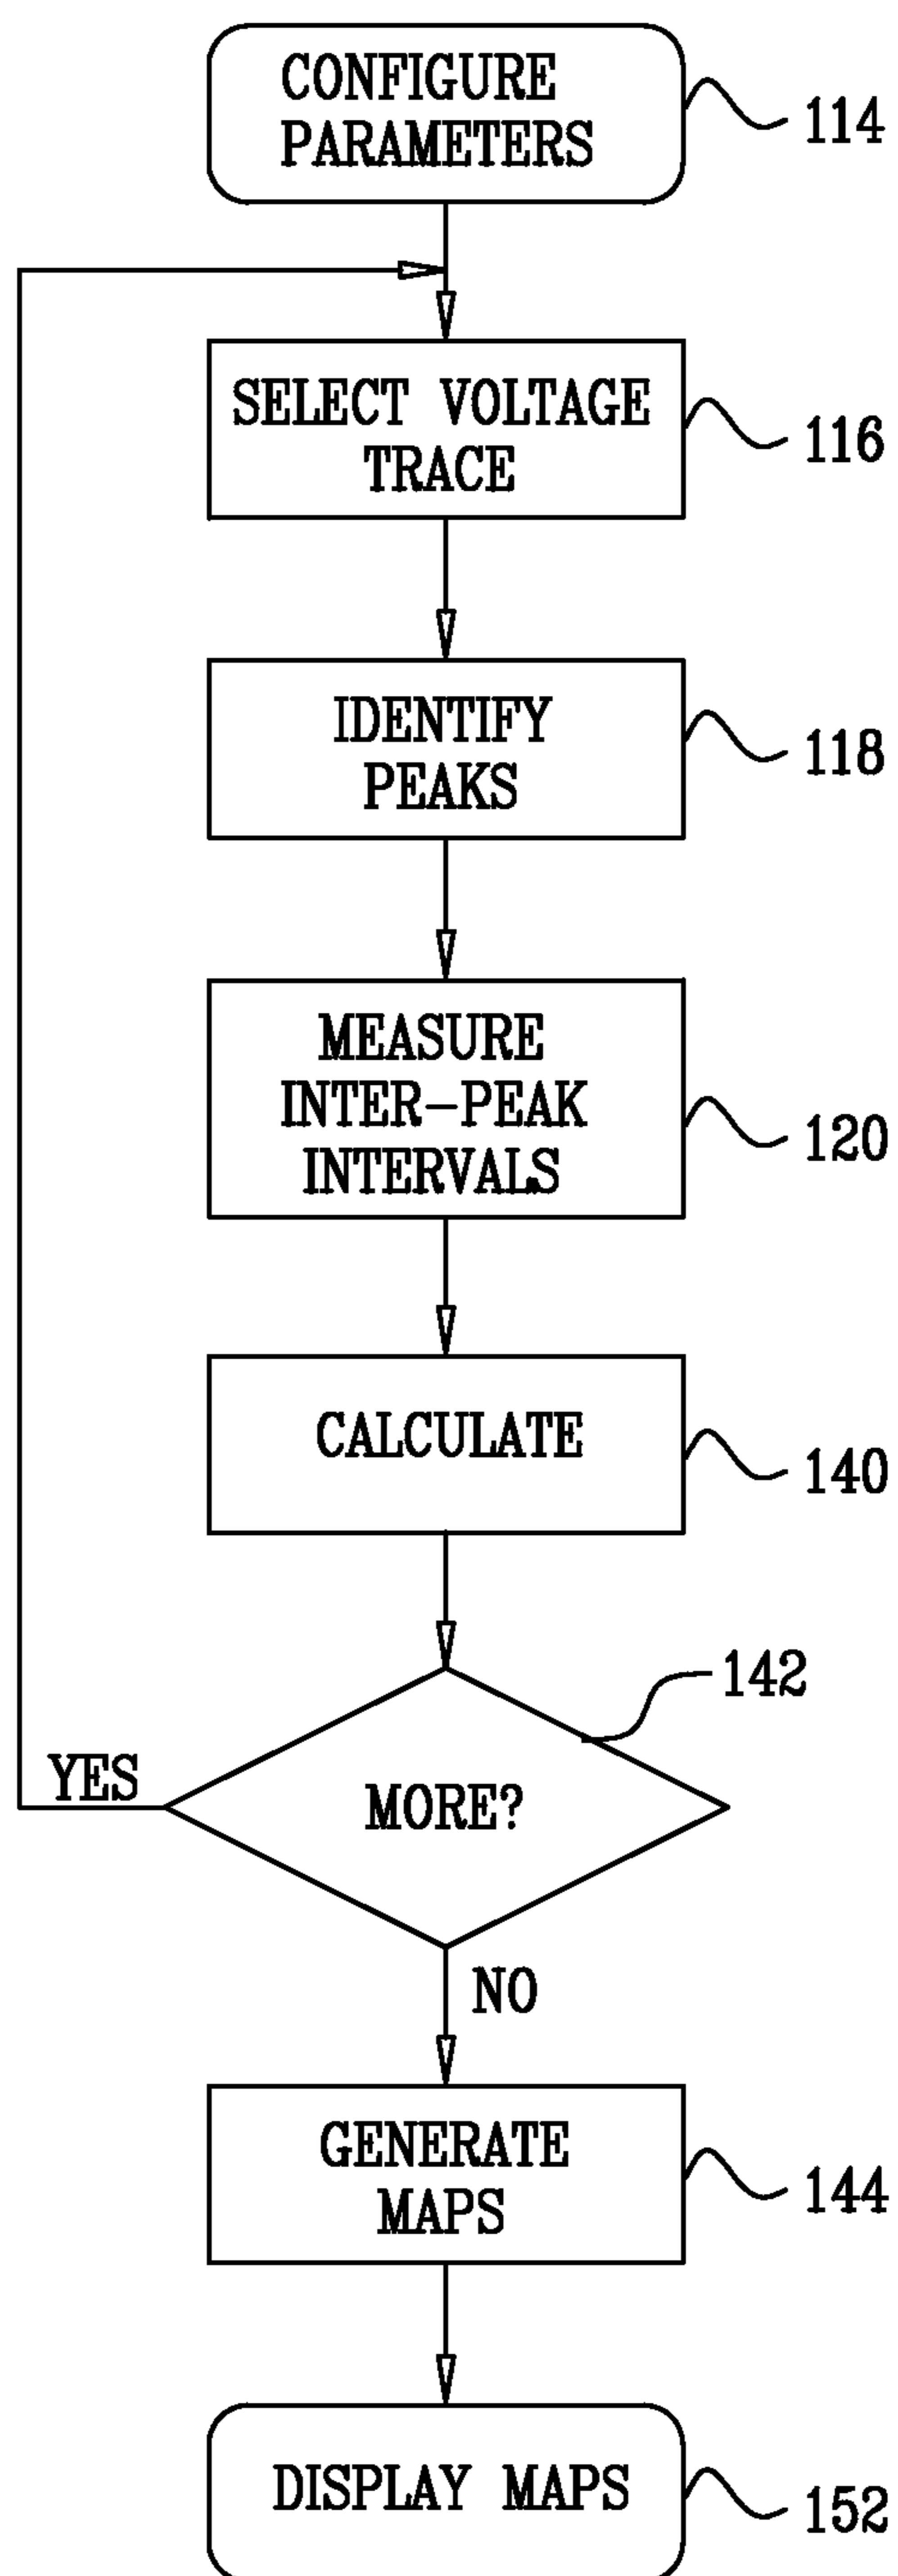 CONFIGURE
PARAMETERS
114
SELECT VOLTAGE
TRACE
116
IDENTIFY
PEAKS
118
MEASURE
INTER-PEAK
INTERVALS
120
CALCULATE
140
142
MORE?
YES
NO
GENERATE
MAPS
144
DISPLAY MAPS
152